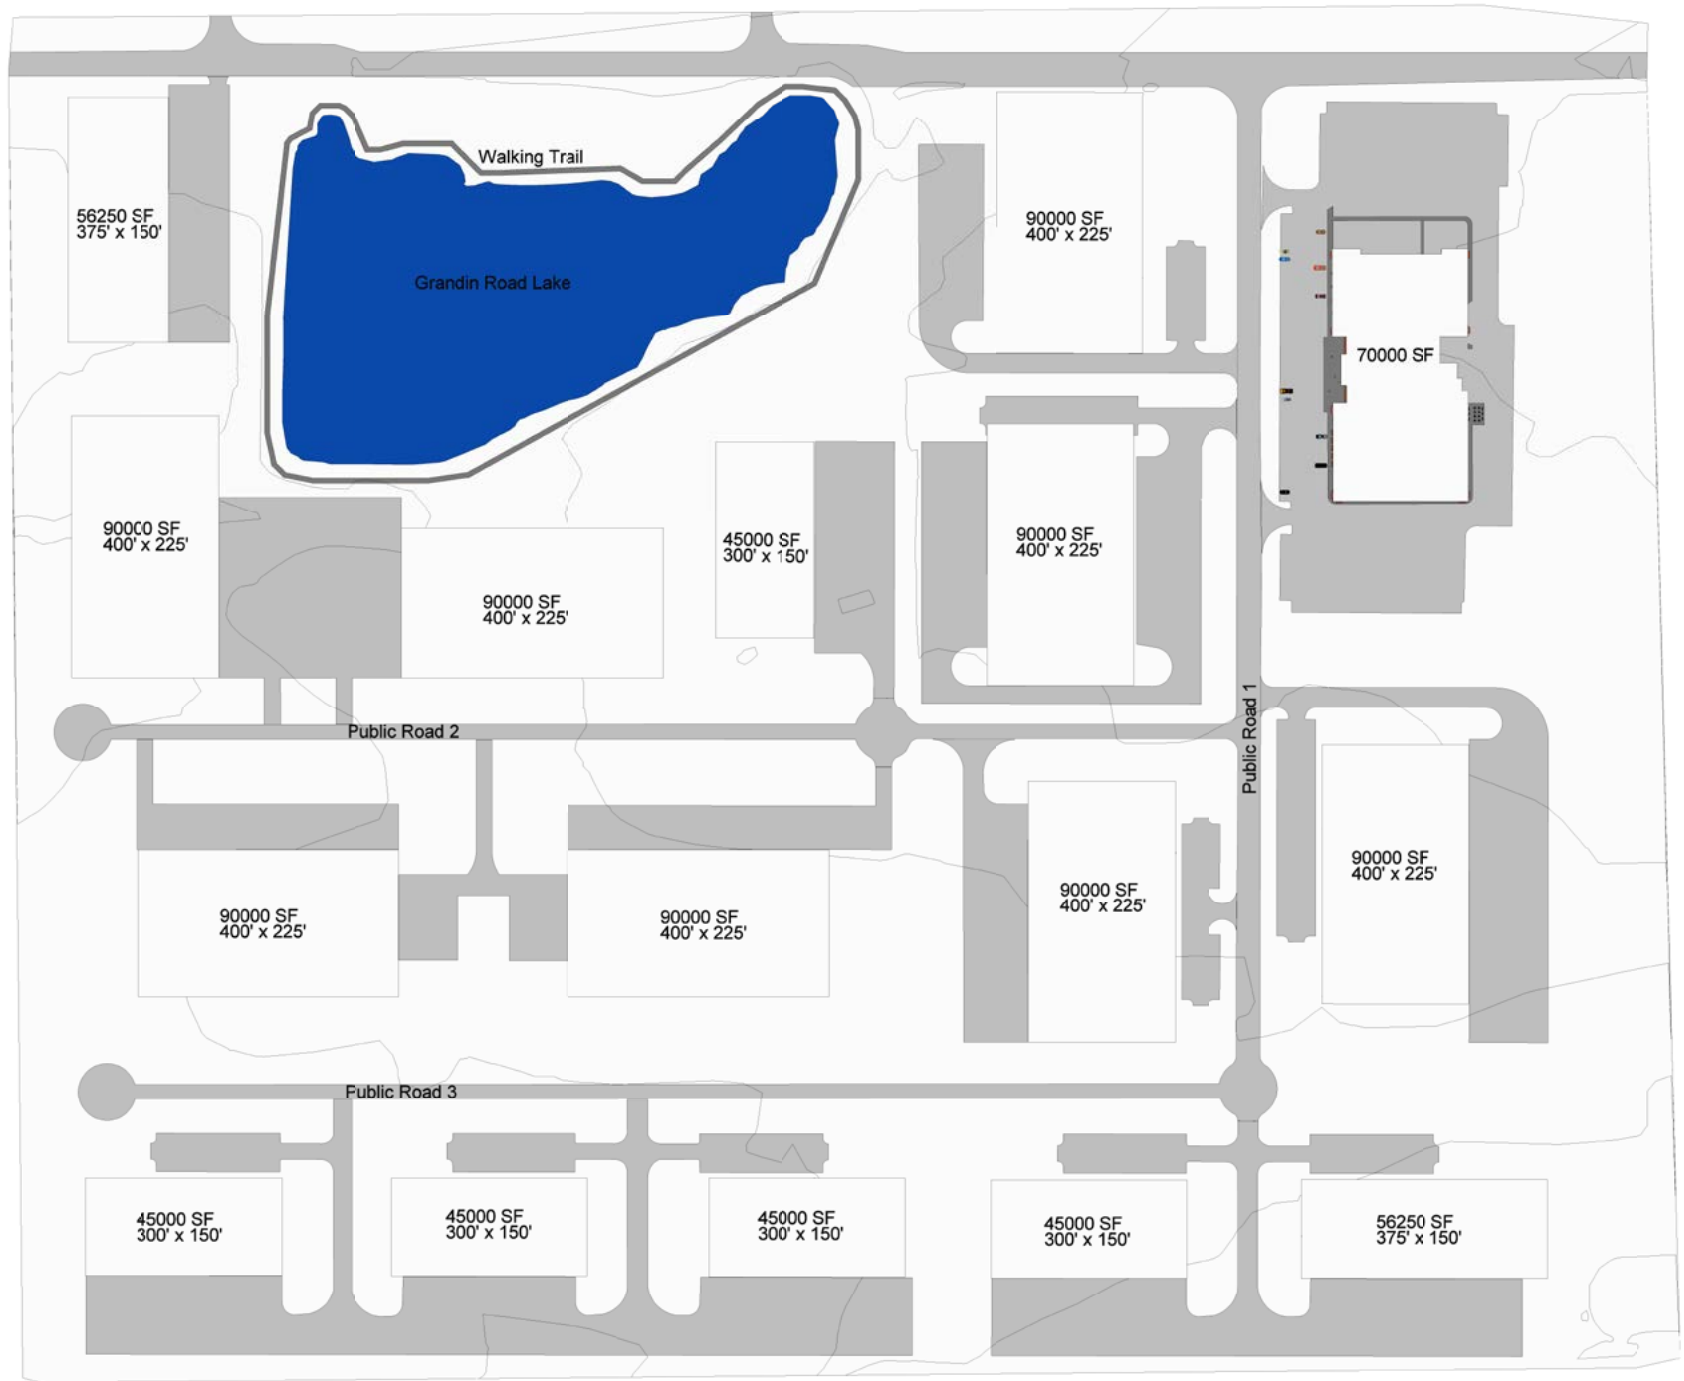 Walking Trail
56250 SF
375' x 150'
90000 SF
400' x 225'
Grandin Road Lake
70000 SF
90000 SF
400' x 225'
45000 SF
300' x 150'
90000 SF
400' x 225'
90000 SF
400' x 225'
Public Road 1
Public Road 2
90000 SF
400' x 225'
90000 SF
400' x 225'
90000 SF
400' x 225'
90000 SF
400' x 225'
Public Road 3
45000 SF
300' x 150'
45000 SF
300' x 150'
45000 SF
300' x 150'
45000 SF
300' x 150'
56250 SF
375' x 150'